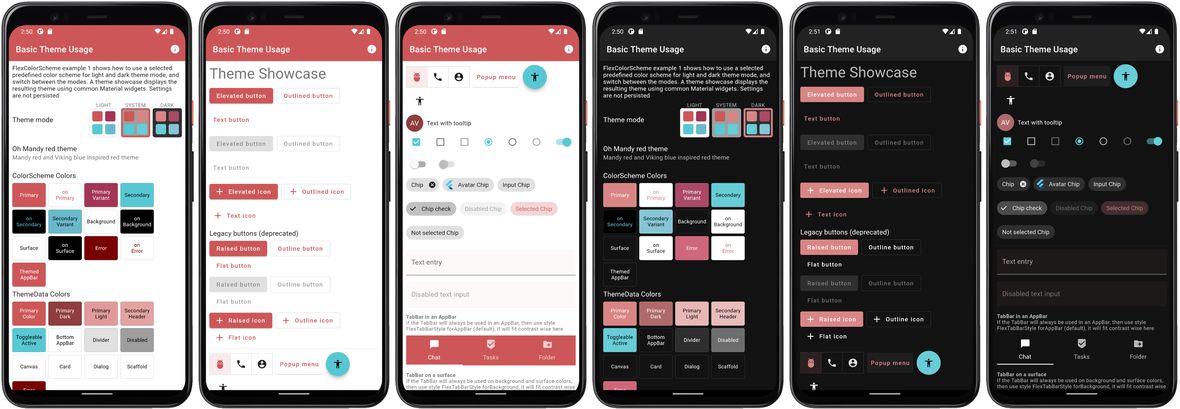 2:50
Basic Theme Usage
FlexColorScheme example 1 shows how to use a selected
predefined color scheme for light and dark theme mode, and
switch between the modes. A theme showcase displays the
resulting theme using common Material widgets. Settings
are not persisted
LIGHT SYSTEM DARK
Theme mode
Oh Mandy red theme
Mandy red and Viking blue inspired red theme
ColorScheme Colors
Primary
on Primary
Primary Variant
Secondary
on Secondary
Secondary Variant
Background
on Background
Surface
on Surface
Error
on Error
Themed AppBar
ThemeData Colors
Primary Color
Primary Dark
Primary Light
Secondary Header
Toggleable Active
Bottom AppBar
Divider
Disabled
Canvas
Card
Dialog
Scaffold
Error
2:50
Basic Theme Usage
Theme Showcase
Elevated button Outlined button
Text button
Elevated button Outlined button
Text button
Elevated icon Outlined icon
Text icon
Legacy buttons (deprecated)
Raised button Outline button
Flat button
Raised button Outline button
Flat button
Raised icon Outline icon
Flat icon
Popup menu
2:50
Basic Theme Usage
Popup menu
AV Text with tooltip
Chip Avatar Chip Input Chip
Chip check Disabled Chip Selected Chip
Not selected Chip
Text entry
Disabled text input
TabBar in an AppBar
If the TabBar will always be used in an AppBar, then use style
FlexTabBarStyle.forAppBar (default), it will fit contrast wise here
Chat Tasks Folder
TabBar on a surface
If the TabBar will always be used on background and surface colors,
then use style FlexTabBarStyle.forBackground, it will fit contrast wise
2:50
Basic Theme Usage
FlexColorScheme example 1 shows how to use a selected
predefined color scheme for light and dark theme mode, and
switch between the modes. A theme showcase displays the
resulting theme using common Material widgets. Settings
are not persisted
LIGHT SYSTEM DARK
Theme mode
Oh Mandy red theme
Mandy red and Viking blue inspired red theme
ColorScheme Colors
Primary
on Primary
Primary Variant
Secondary
on Secondary
Secondary Variant
Background
on Background
Surface
on Surface
Error
on Error
Themed AppBar
ThemeData Colors
Primary Color
Primary Dark
Primary Light
Secondary Header
Toggleable Active
Bottom AppBar
Divider
Disabled
Canvas
Card
Dialog
Scaffold
Error
2:51
Basic Theme Usage
Theme Showcase
Elevated button Outlined button
Text button
Elevated button Outlined button
Text button
Elevated icon Outlined icon
Text icon
Legacy buttons (deprecated)
Raised button Outline button
Flat button
Raised button Outline button
Flat button
Raised icon Outline icon
Flat icon
Popup menu
2:51
Basic Theme Usage
Popup menu
AV Text with tooltip
Chip Avatar Chip Input Chip
Chip check Disabled Chip Selected Chip
Not selected Chip
Text entry
Disabled text input
TabBar in an AppBar
If the TabBar will always be used in an AppBar, then use style
FlexTabBarStyle.forAppBar (default), it will fit contrast wise here
Chat Tasks Folder
TabBar on a surface
If the TabBar will always be used on background and surface colors,
then use style FlexTabBarStyle.forBackground, it will fit contrast wise